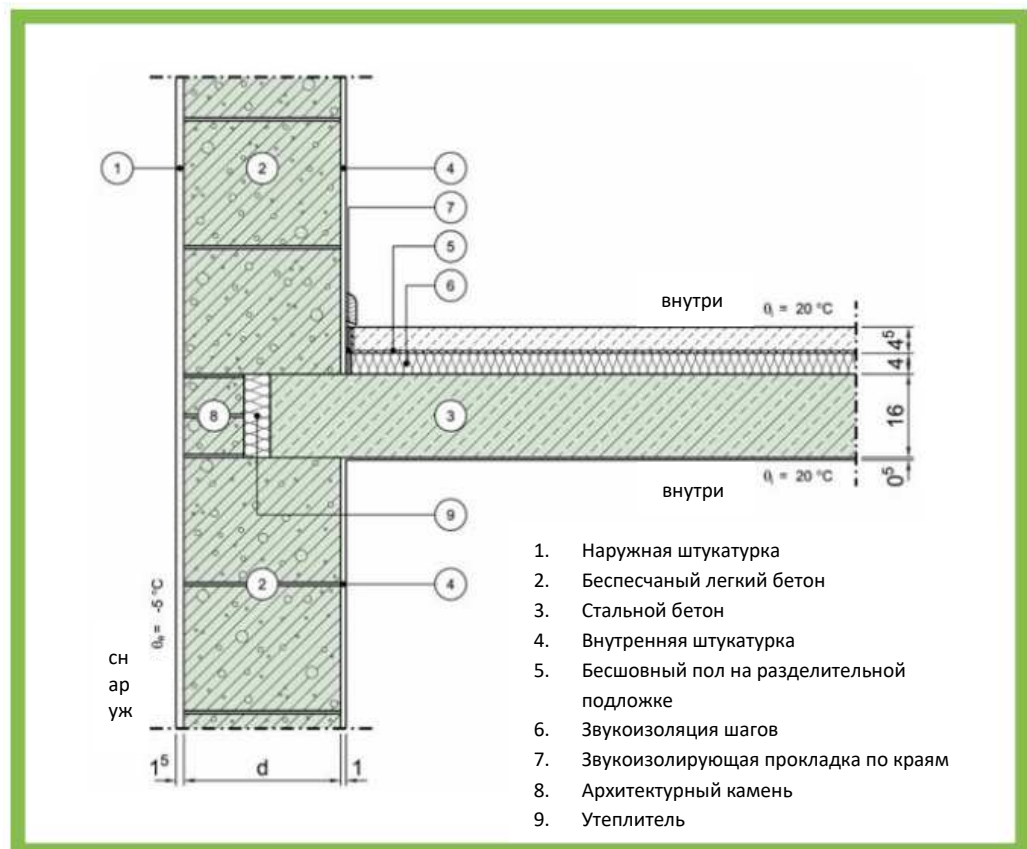 1
2
4
7
5
6
внутри
θi = 20 °C
4⁵
4
8
3
16
внутри
θi = 20 °C
0⁵
9
2
4
θe = -5 °C
сн
ар
уж
1⁵
d
1
1. Наружная штукатурка
2. Беспесчаный легкий бетон
3. Стальной бетон
4. Внутренняя штукатурка
5. Бесшовный пол на разделительной
подложке
6. Звукоизоляция шагов
7. Звукоизолирующая прокладка по краям
8. Архитектурный камень
9. Утеплитель